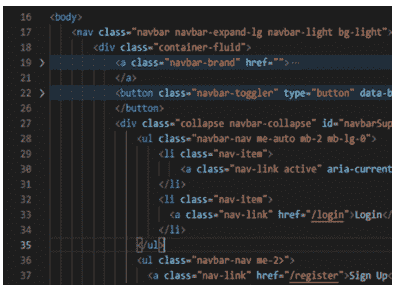 16 <body>
17 <nav class="navbar navbar-expand-lg navbar-light bg-light">
18 <div class="container-fluid">
19 > <a class="navbar-brand" href="">…
21 </a>
22 > <button class="navbar-toggler" type="button" data-b
26 </button>
27 <div class="collapse navbar-collapse" id="navbarSup
28 <ul class="navbar-nav me-auto mb-2 mb-lg-0">
29 <li class="nav-item">
30 <a class="nav-link active" aria-current
31 </li>
32 <li class="nav-item">
33 <a class="nav-link" href="/login">Login</
34 </li>
35 </ul>
36 <ul class="navbar-nav me-2>">
37 <a class="nav-link" href="/register">Sign Up<